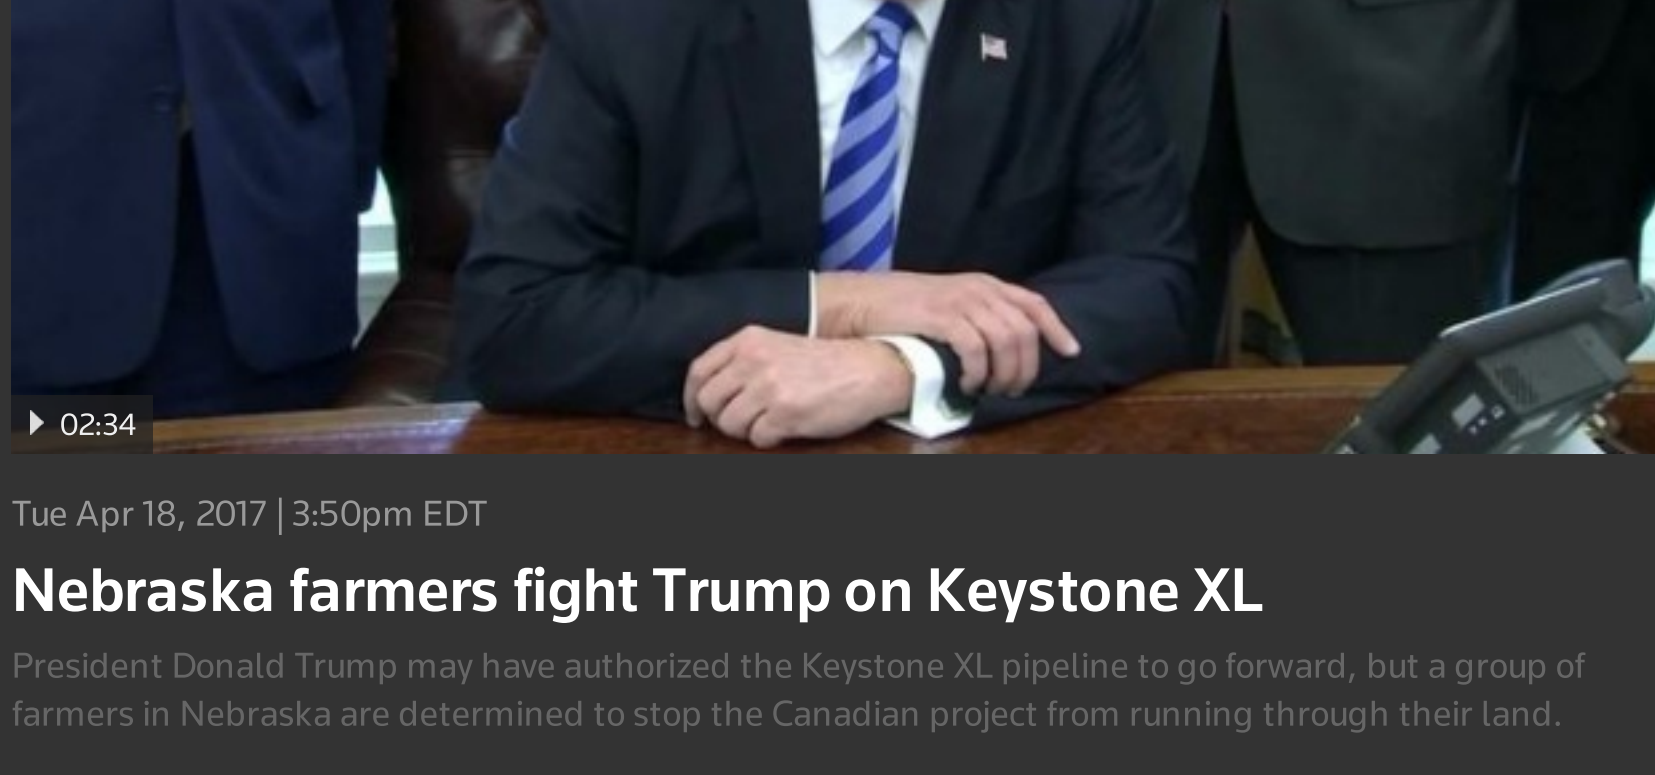 02:34
Tue Apr 18, 2017 | 3:50pm EDT
Nebraska farmers fight Trump on Keystone XL
President Donald Trump may have authorized the Keystone XL pipeline to go forward, but a group of
farmers in Nebraska are determined to stop the Canadian project from running through their land.